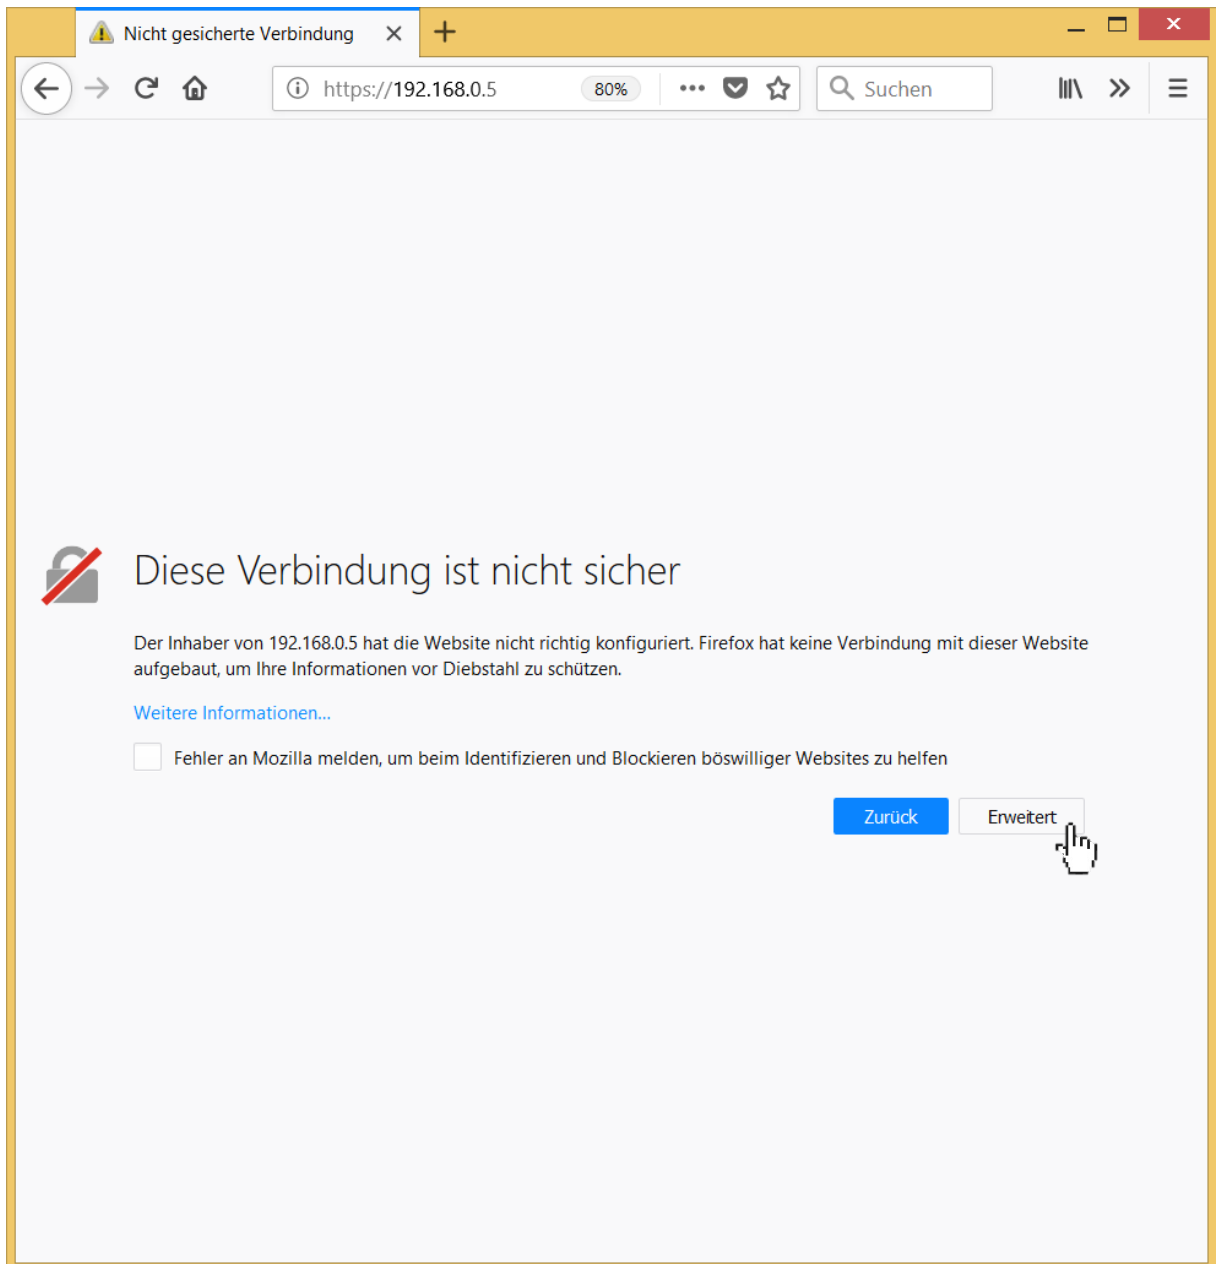 Nicht gesicherte Verbindung
https://192.168.0.5
80%
Suchen
Diese Verbindung ist nicht sicher
Der Inhaber von 192.168.0.5 hat die Website nicht richtig konfiguriert. Firefox hat keine Verbindung mit dieser Website
aufgebaut, um Ihre Informationen vor Diebstahl zu schützen.
Weitere Informationen...
Fehler an Mozilla melden, um beim Identifizieren und Blockieren böswilliger Websites zu helfen
Zurück
Erweitert